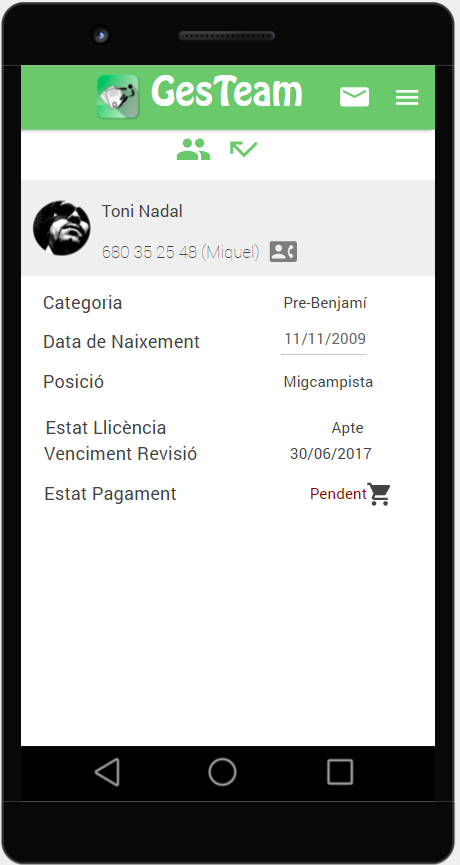 GesTeam
Toni Nadal
680 35 25 48 (Miquel)
Categoria Pre-Benjamí
Data de Naixement 11/11/2009
Posició Migcampista
Estat Llicència Apte
Venciment Revisió 30/06/2017
Estat Pagament Pendent